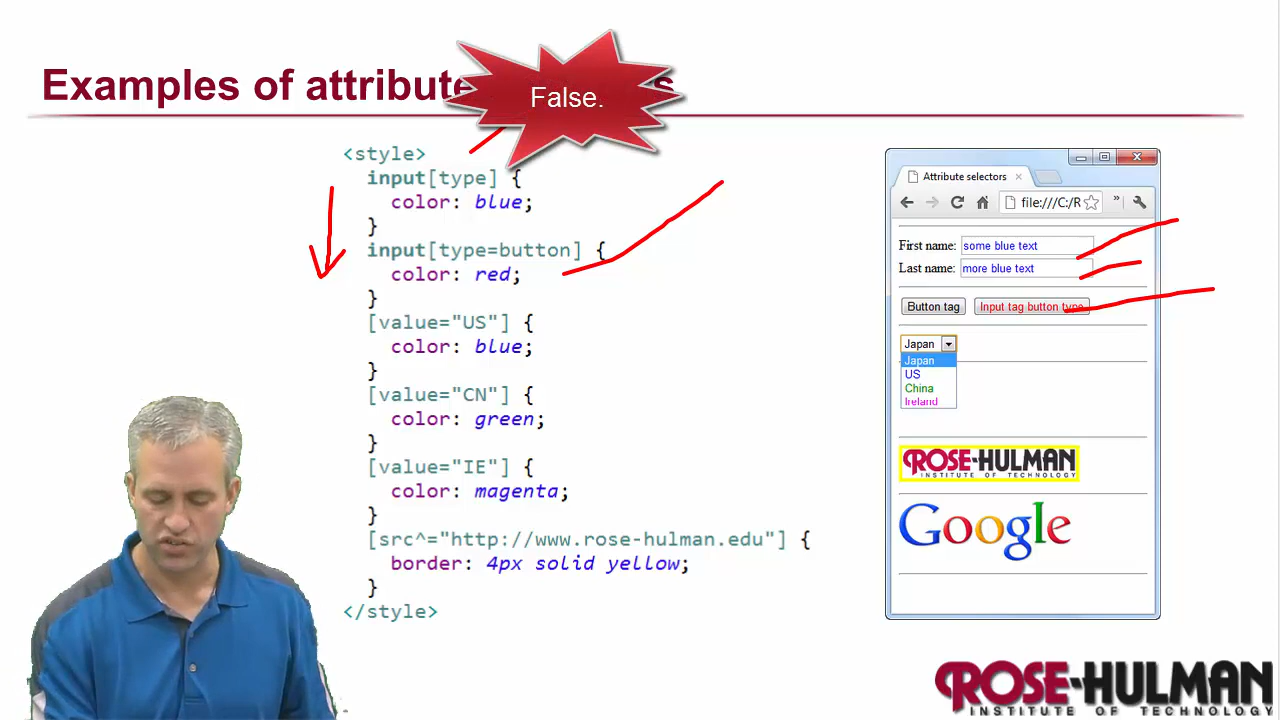 Examples of attribute
False.
<style>
input[type] {
color: blue;
}
input[type=button] {
color: red;
}
[value="US"] {
color: blue;
}
[value="CN"] {
color: green;
}
[value="IE"] {
color: magenta;
}
[src^="http://www.rose-hulman.edu"] {
border: 4px solid yellow;
}
</style>
Attribute selectors
file:///C:/R
First name: some blue text
Last name: more blue text
Button tag Input tag button type
Japan
Japan
US
China
Ireland
ROSE-HULMAN
INSTITUTE OF TECHNOLOGY
Google
ROSE-HULMAN
INSTITUTE OF TECHNOLOGY